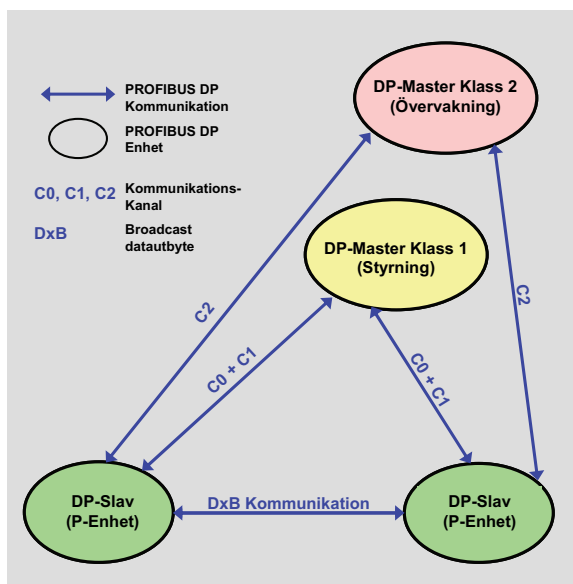 PROFIBUS DP
Kommunikation
PROFIBUS DP
Enhet
C0, C1, C2
Kommunikations-
Kanal
DxB
Broadcast
datautbyte
DP-Master Klass 2
(Övervakning)
DP-Master Klass 1
(Styrning)
C2
C0 + C1
C0 + C1
C2
DP-Slav
(P-Enhet)
DxB Kommunikation
DP-Slav
(P-Enhet)